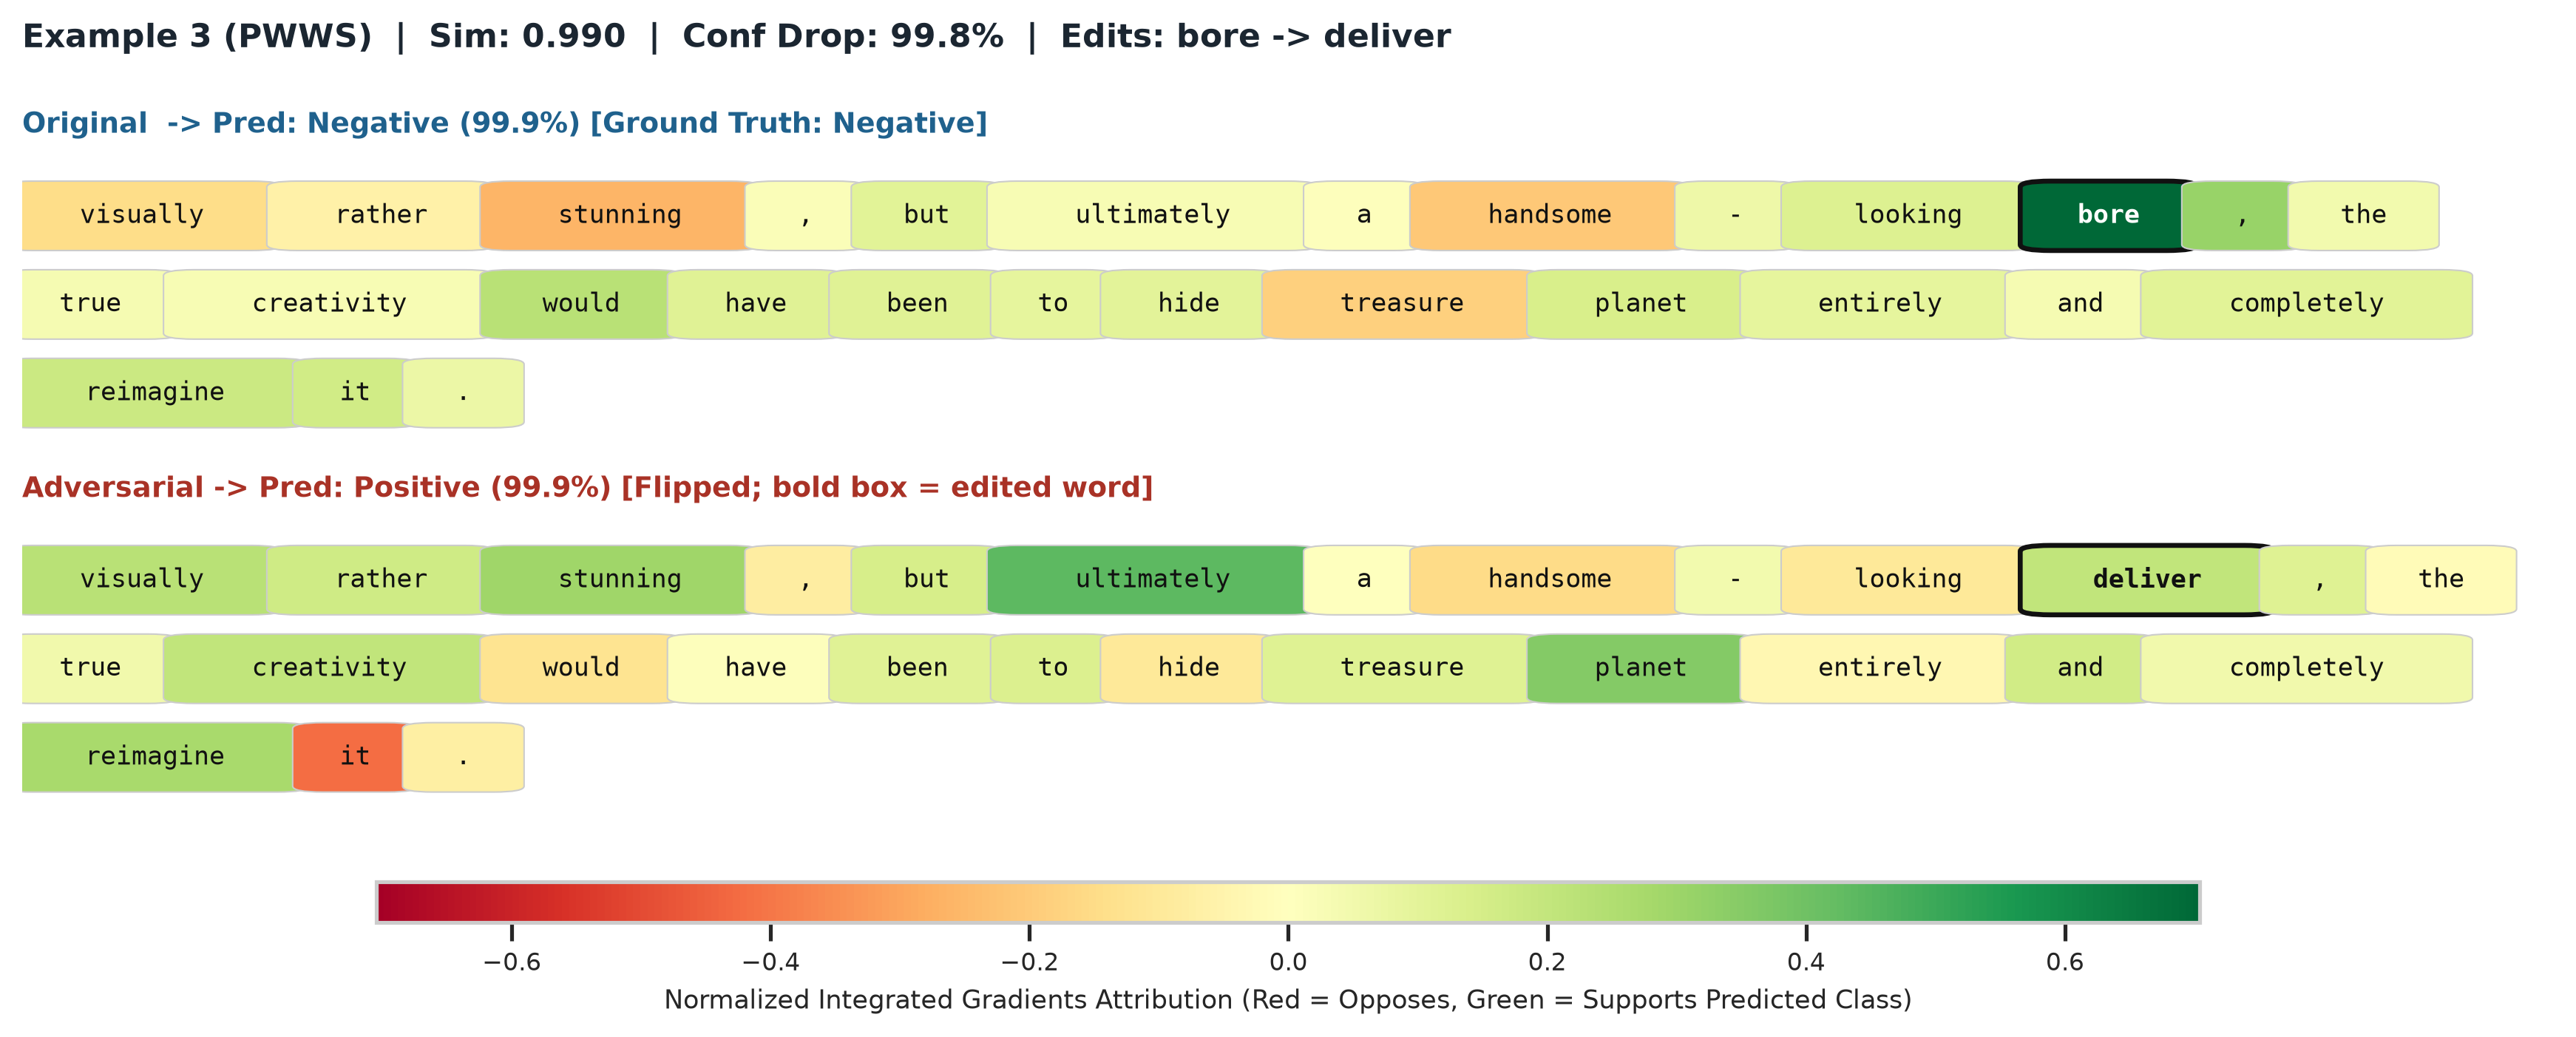 Example 3 (PWWS) | Sim: 0.990 | Conf Drop: 99.8% | Edits: bore -> deliver
Original -> Pred: Negative (99.9%) [Ground Truth: Negative]
visually rather stunning , but ultimately a handsome - looking bore , the
true creativity would have been to hide treasure planet entirely and completely
reimagine it .
Adversarial -> Pred: Positive (99.9%) [Flipped; bold box = edited word]
visually rather stunning , but ultimately a handsome - looking deliver , the
true creativity would have been to hide treasure planet entirely and completely
reimagine it .
−0.6 −0.4 −0.2 0.0 0.2 0.4 0.6
Normalized Integrated Gradients Attribution (Red = Opposes, Green = Supports Predicted Class)